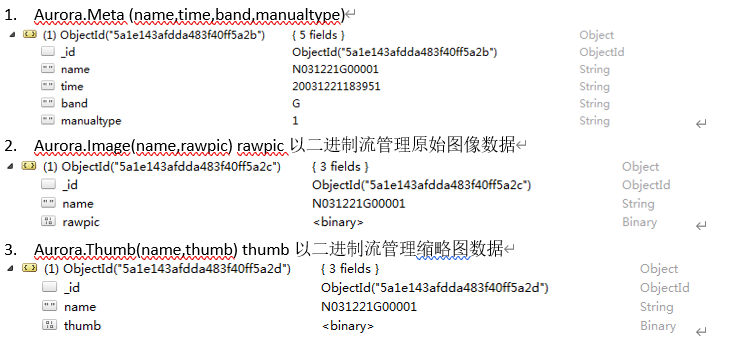 1. Aurora.Meta (name,time,band,manualtype)
(1) ObjectId("5a1e143afdda483f40ff5a2b") { 5 fields } Object
_id ObjectId("5a1e143afdda483f40ff5a2b") ObjectId
name N031221G00001 String
time 20031221183951 String
band G String
manualtype 1 String
2. Aurora.Image(name,rawpic) rawpic 以二进制流管理原始图像数据
(1) ObjectId("5a1e143afdda483f40ff5a2c") { 3 fields } Object
_id ObjectId("5a1e143afdda483f40ff5a2c") ObjectId
name N031221G00001 String
rawpic <binary> Binary
3. Aurora.Thumb(name,thumb) thumb 以二进制流管理缩略图数据
(1) ObjectId("5a1e143afdda483f40ff5a2d") { 3 fields } Object
_id ObjectId("5a1e143afdda483f40ff5a2d") ObjectId
name N031221G00001 String
thumb <binary> Binary